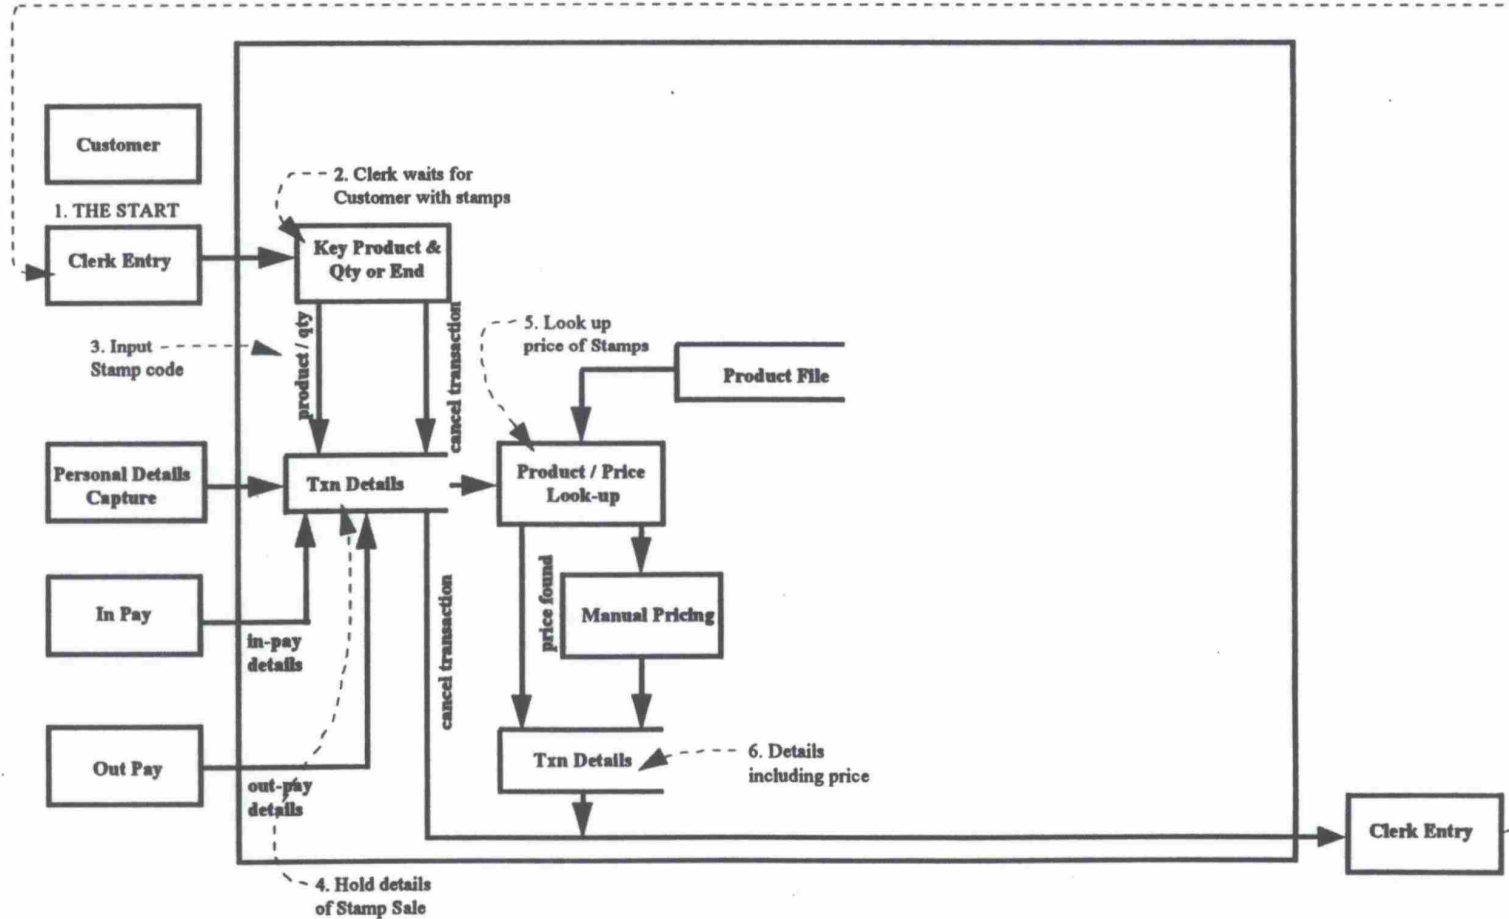 Customer
2. Clerk waits for
Customer with stamps
1. THE START
Clerk Entry
Key Product &
Qty or End
3. Input
Stamp code
product / qty
cancel transaction
5. Look up
price of Stamps
Product File
Personal Details
Capture
Txn Details
Product / Price
Look-up
In Pay
in-pay
details
cancel transaction
price found
Manual Pricing
Out Pay
out-pay
details
Txn Details
6. Details
including price
Clerk Entry
4. Hold details
of Stamp Sale